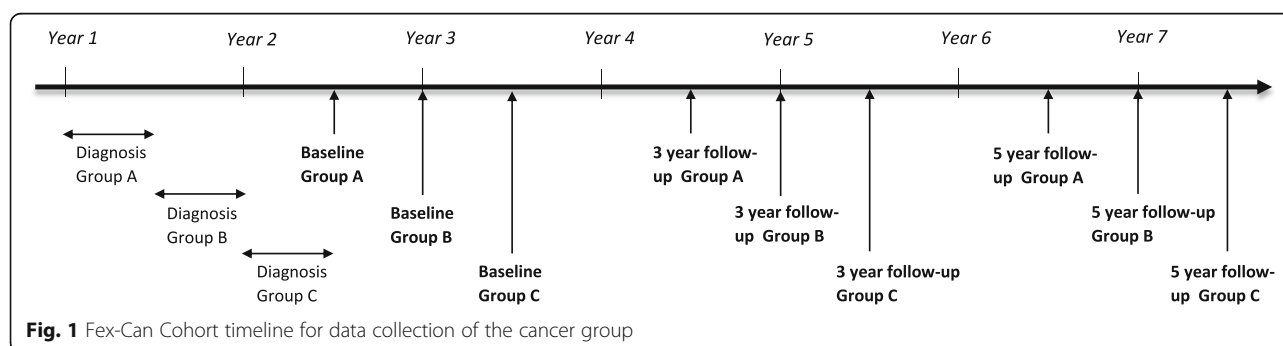 Year 1 Year 2 Year 3 Year 4 Year 5 Year 6 Year 7
Diagnosis
Group A
Baseline
Group A
3 year follow-
up Group A
5 year follow-
up Group A
Diagnosis
Group B
Baseline
Group B
3 year follow-
up Group B
5 year follow-up
Group B
Diagnosis
Group C
Baseline
Group C
3 year follow-up
Group C
5 year follow-
up Group C
Fig. 1 Fex-Can Cohort timeline for data collection of the cancer group